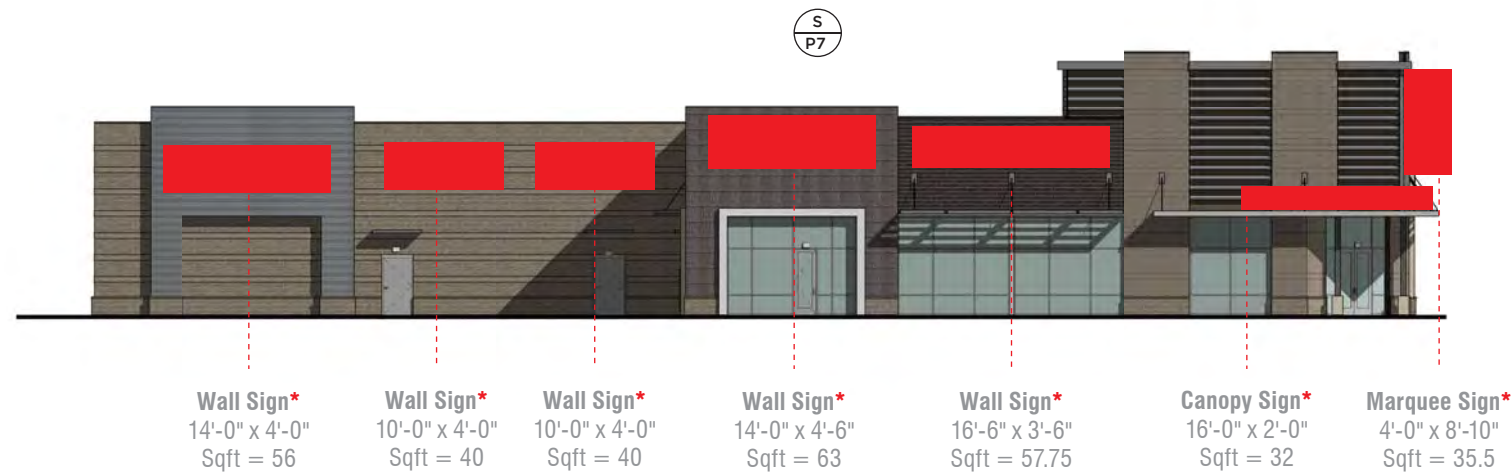 S
P7
Wall Sign*
14'-0" x 4'-0"
Sqft = 56
Wall Sign*
10'-0" x 4'-0"
Sqft = 40
Wall Sign*
10'-0" x 4'-0"
Sqft = 40
Wall Sign*
14'-0" x 4'-6"
Sqft = 63
Wall Sign*
16'-6" x 3'-6"
Sqft = 57.75
Canopy Sign*
16'-0" x 2'-0"
Sqft = 32
Marquee Sign*
4'-0" x 8'-10"
Sqft = 35.5